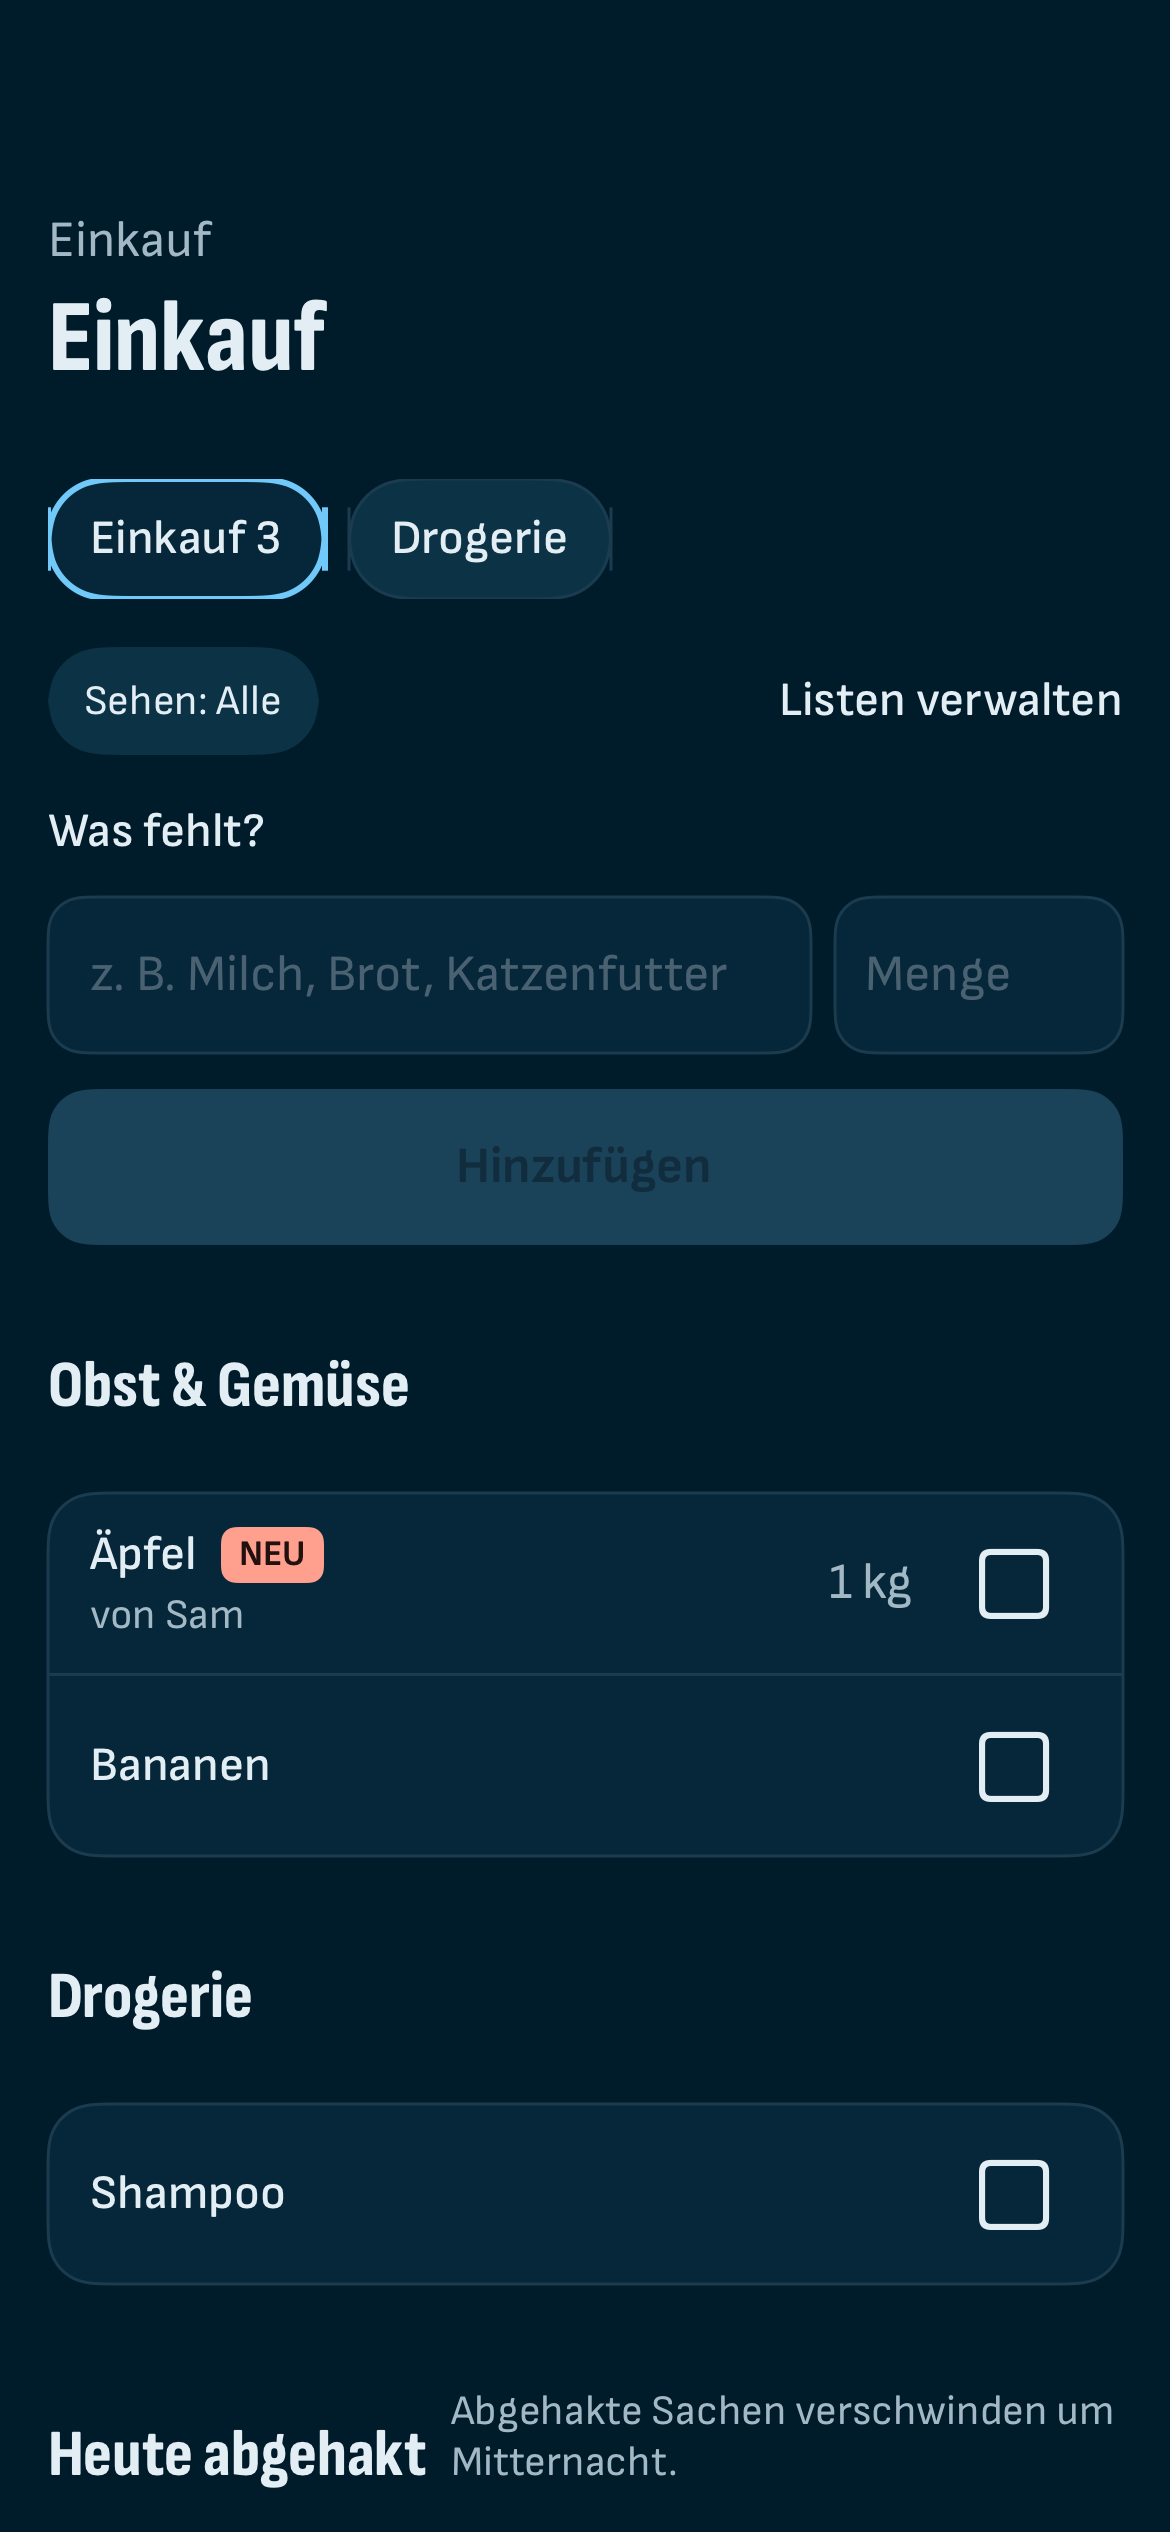 Einkauf
Einkauf
Einkauf 3
Drogerie
Sehen: Alle
Listen verwalten
Was fehlt?
z. B. Milch, Brot, Katzenfutter
Menge
Hinzufügen
Obst & Gemüse
Äpfel NEU
von Sam
1 kg
Bananen
Drogerie
Shampoo
Heute abgehakt
Abgehakte Sachen verschwinden um
Mitternacht.